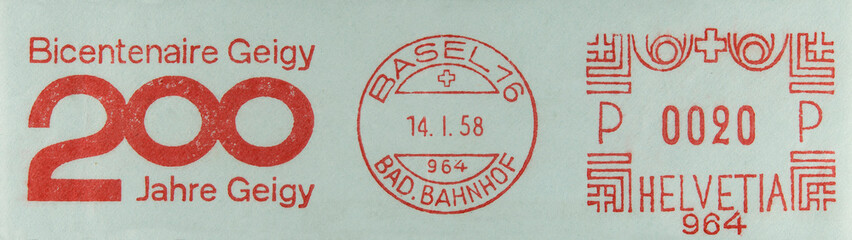 Bicentenaire Geigy
200
Jahre Geigy
BASEL 76
14. I. 58
964
BAD. BAHNHOF
P 0020 P
HELVETIA
964